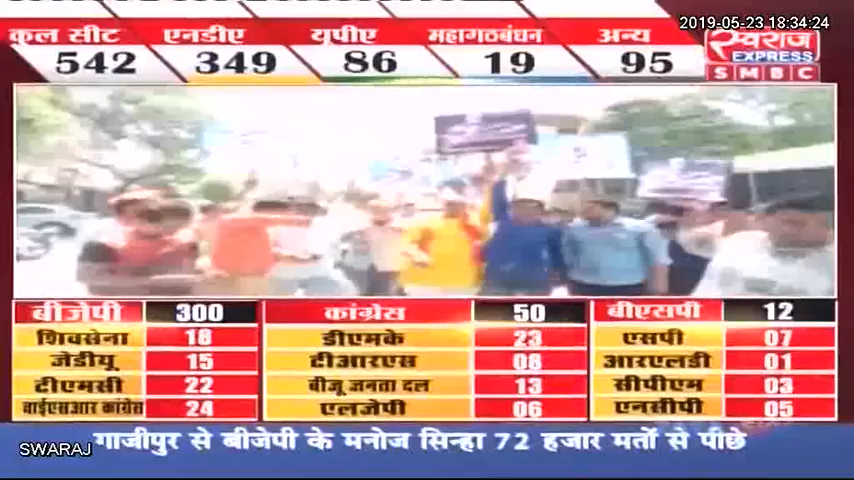 2019-05-23 18:34:24
कुल सीट एनडीए यूपीए महागठबंधन अन्य
542 349 86 19 95
स्वराज
EXPRESS
SMBC
बीजेपी 300 कांग्रेस 50 बीएसपी 12
शिवसेना 18 डीएमके 23 एसपी 07
जेडीयू 15 टीआरएस 08 आरएलडी 01
टीएमसी 22 बीजू जनता दल 13 सीपीएम 03
वाईएसआर कांग्रेस 24 एलजेपी 06 एनसीपी 05
गाजीपुर से बीजेपी के मनोज सिन्हा 72 हजार मतों से पीछे
SWARAJ